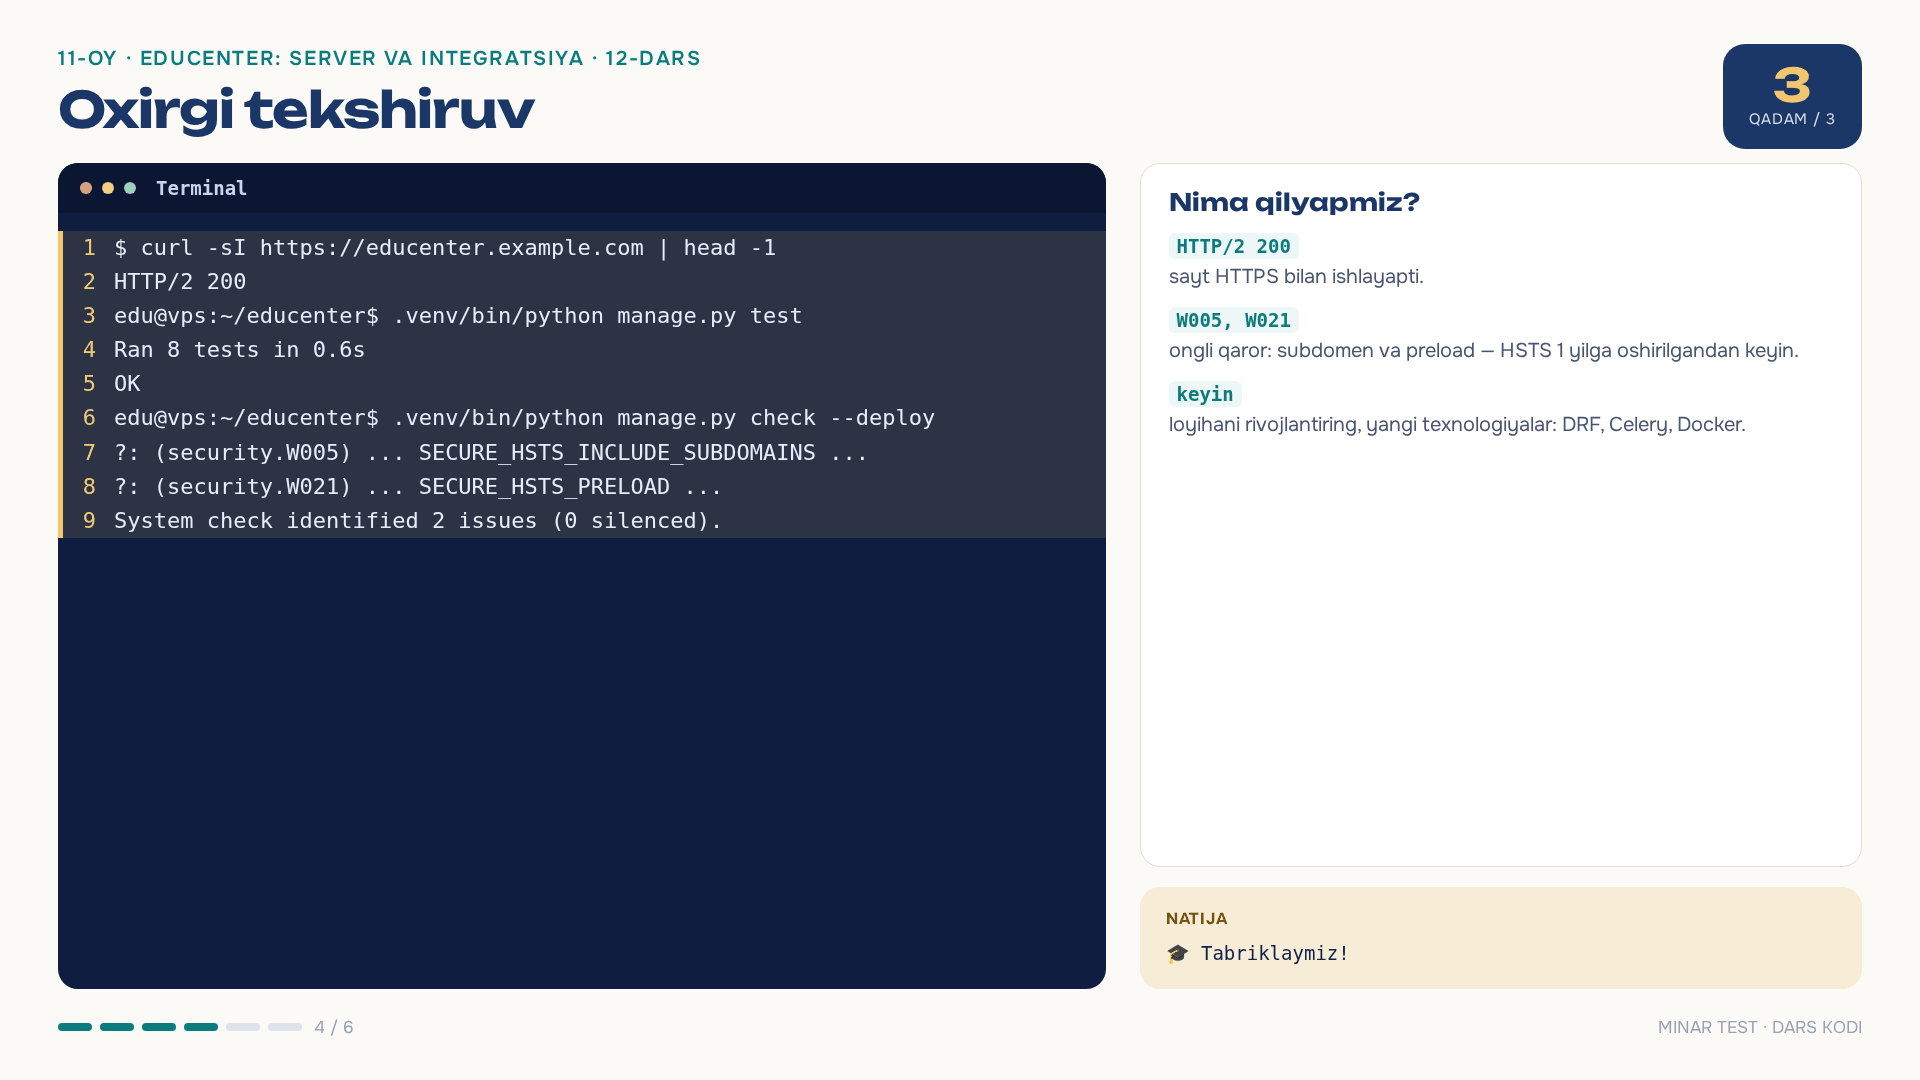 11-OY · EDUCENTER: SERVER VA INTEGRATSIYA · 12-DARS
Oxirgi tekshiruv
3
QADAM / 3
Terminal
1 $ curl -sI https://educenter.example.com | head -1
2 HTTP/2 200
3 edu@vps:~/educenter$ .venv/bin/python manage.py test
4 Ran 8 tests in 0.6s
5 OK
6 edu@vps:~/educenter$ .venv/bin/python manage.py check --deploy
7 ?: (security.W005) ... SECURE_HSTS_INCLUDE_SUBDOMAINS ...
8 ?: (security.W021) ... SECURE_HSTS_PRELOAD ...
9 System check identified 2 issues (0 silenced).
Nima qilyapmiz?
HTTP/2 200
sayt HTTPS bilan ishlayapti.
W005, W021
ongli qaror: subdomen va preload — HSTS 1 yilga oshirilgandan keyin.
keyin
loyihani rivojlantiring, yangi texnologiyalar: DRF, Celery, Docker.
NATIJA
🎓 Tabriklaymiz!
4 / 6
MINAR TEST · DARS KODI